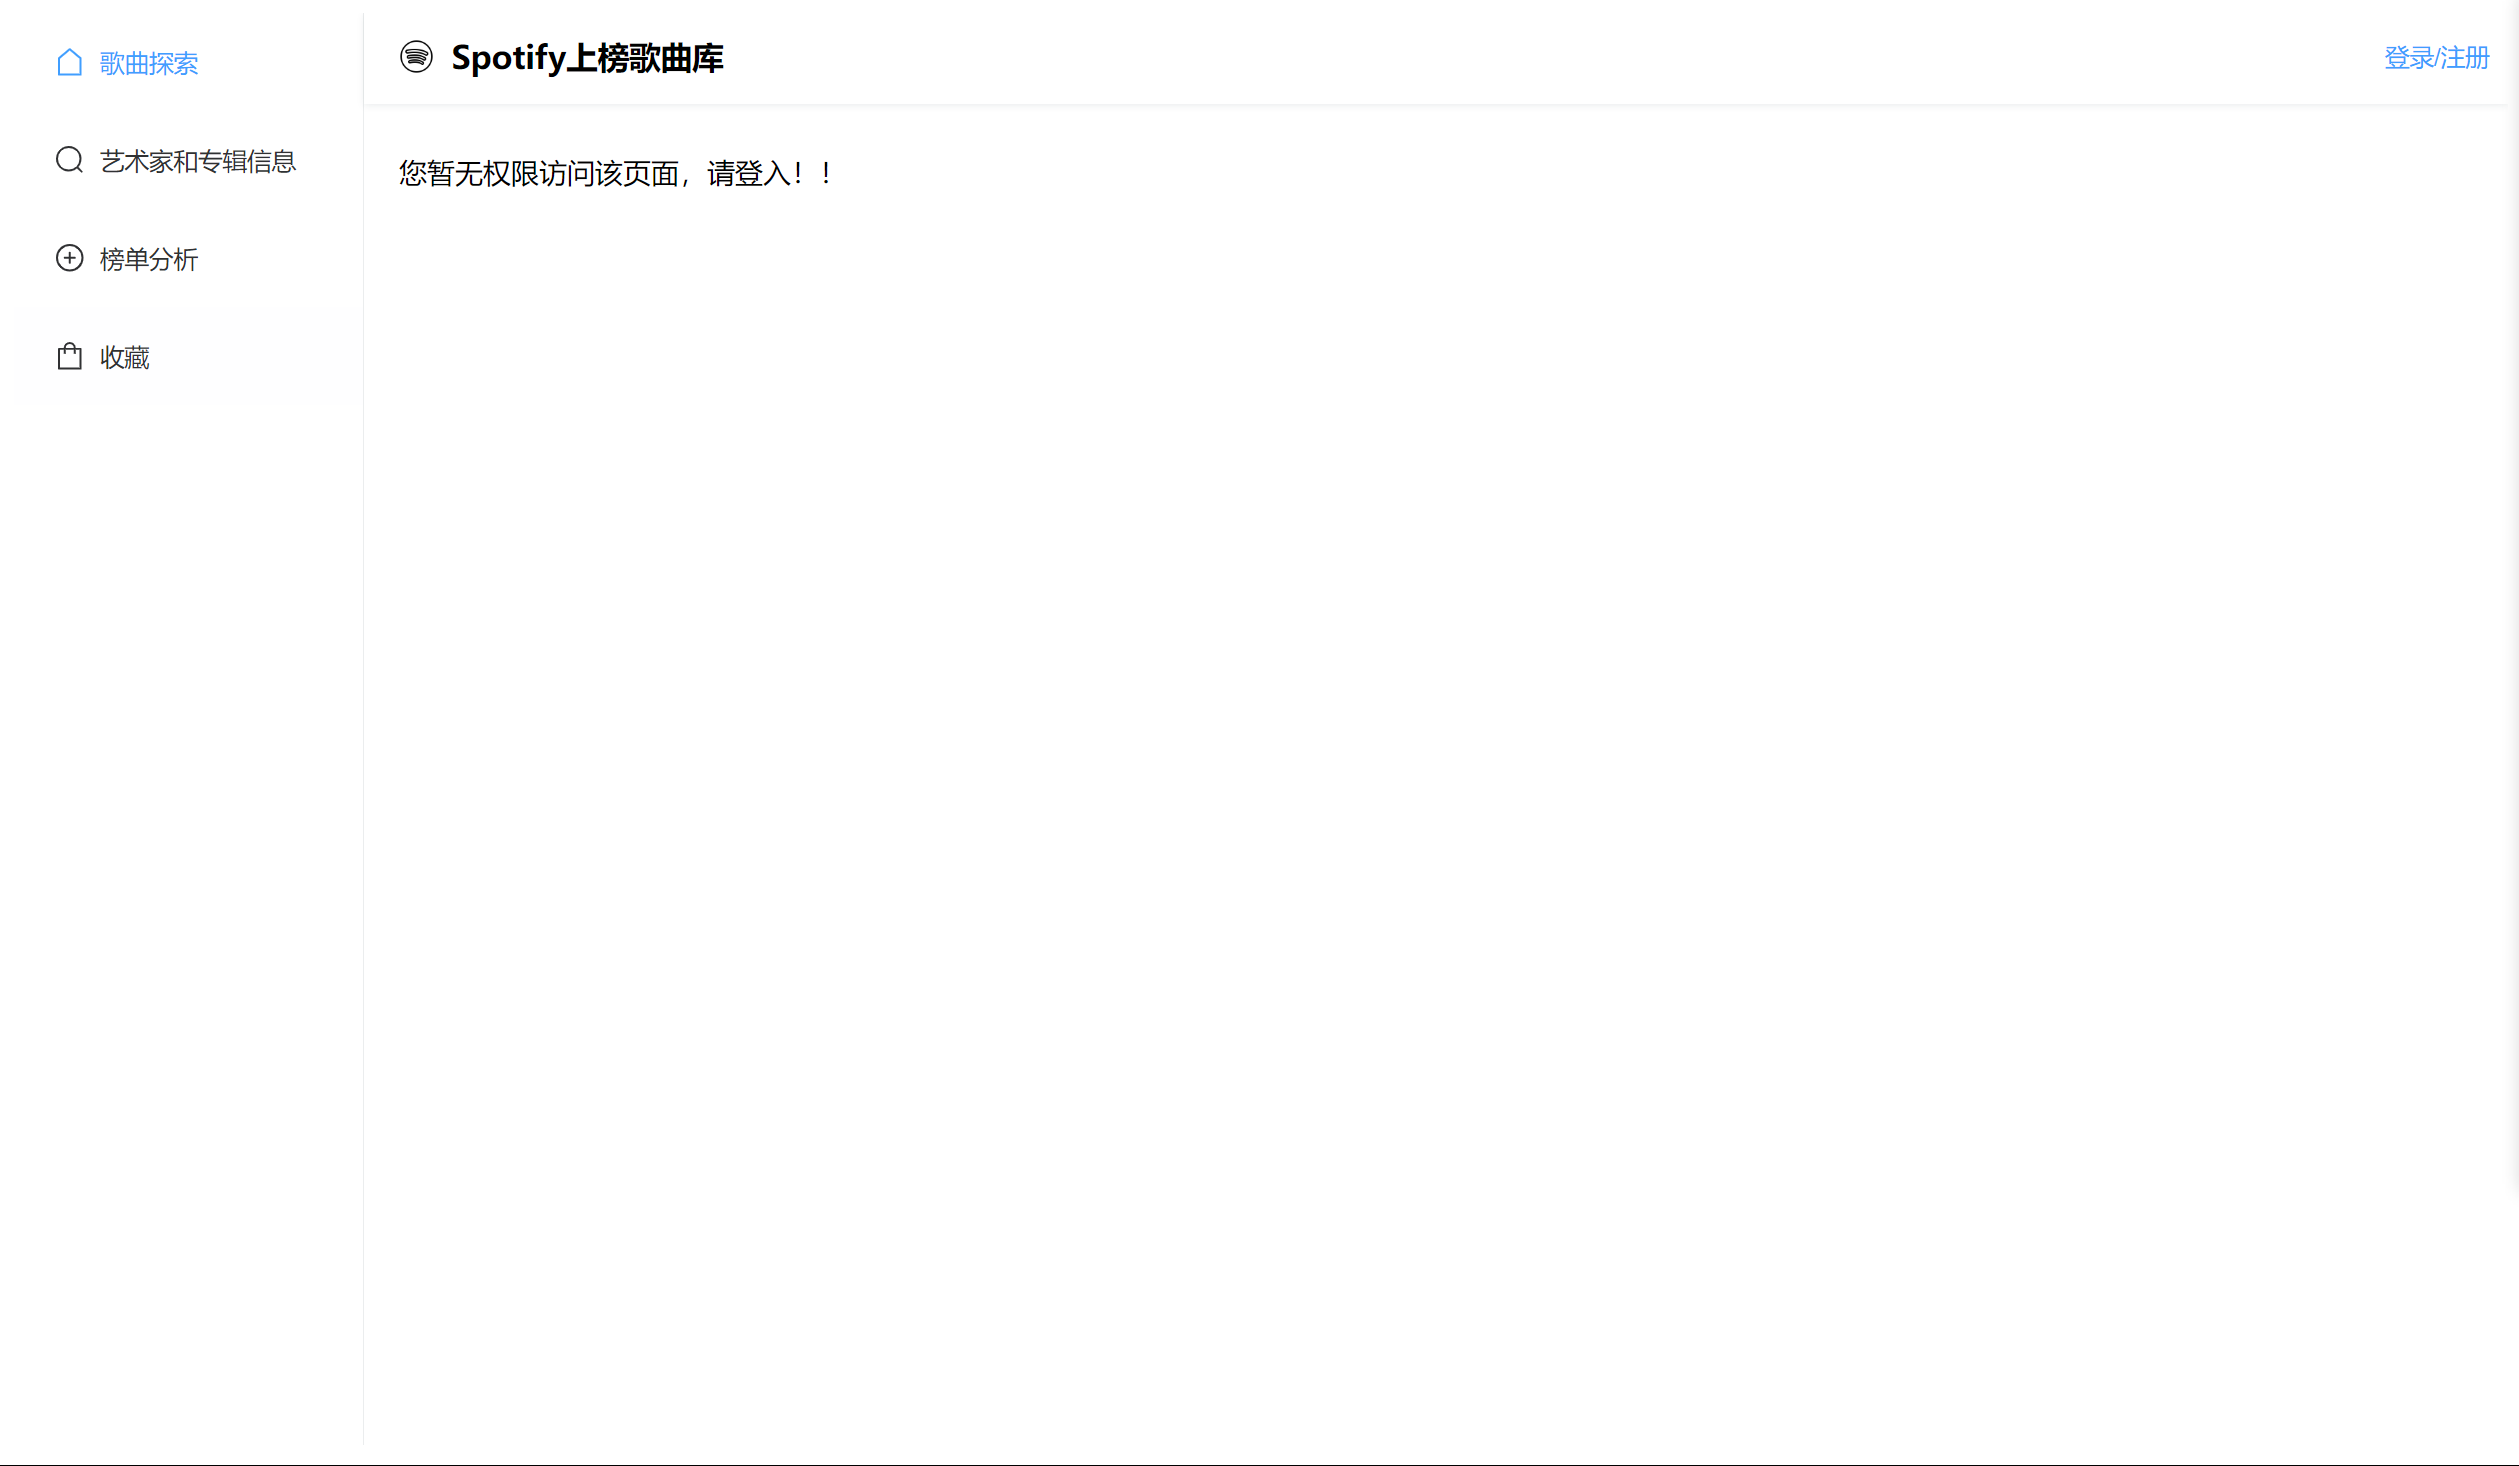 歌曲探索
艺术家和专辑信息
榜单分析
收藏
Spotify上榜歌曲库
登录/注册
您暂无权限访问该页面，请登入！！